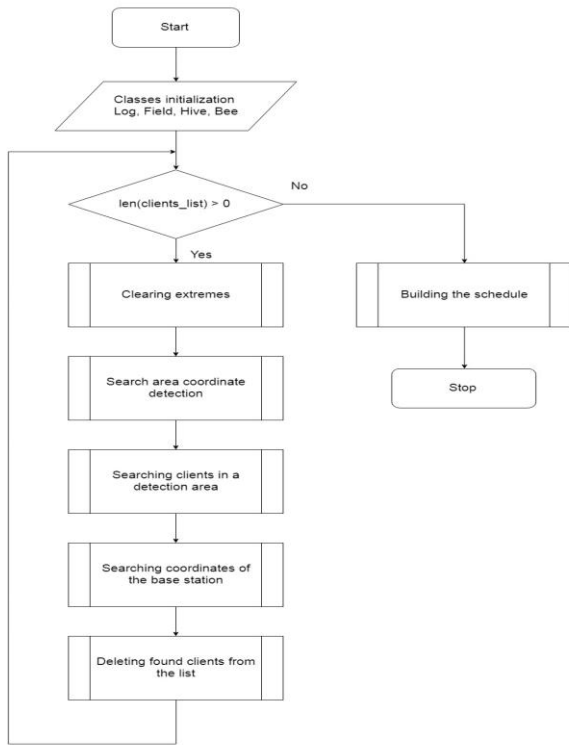 Start
Classes initialization
Log, Field, Hive, Bee
len(clients_list) > 0
No
Yes
Clearing extremes
Building the schedule
Search area coordinate
detection
Stop
Searching clients in a
detection area
Searching coordinates of
the base station
Deleting found clients from
the list